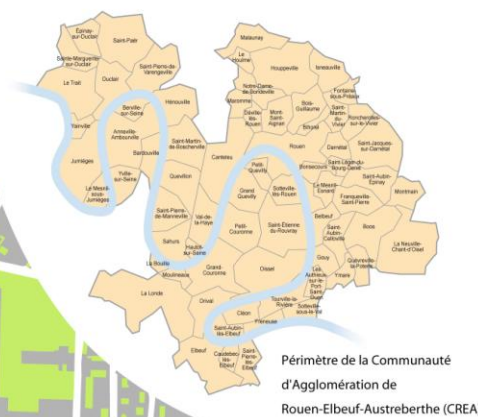 Épinay-
sur-Duclair
Saint-Paër
Sainte-Marguerite-
sur-Duclair
Saint-Pierre-de-
Varengeville
Le Trait
Duclair
Malaunay
Le
Houlme
Houppeville
Isneauville
Notre-Dame-
de-Bondeville
Fontaine-
sous-Préaux
Hénouville
Berville-
sur-Seine
Maromme
Bois-
Guillaume
Saint-
Martin-
du-
Vivier
Déville-
lès-
Rouen
Mont-
Saint-
Aignan
Roncherolles-
sur-le-Vivier
Yainville
Anneville-
Ambourville
Bihorel
Saint-Martin-
de-Boscherville
Rouen
Darnétal
Saint-Jacques-
sur-Darnétal
Jumièges
Bardouville
Canteleu
Petit-
Quevilly
Bonsecours
Saint-Léger-du-
Bourg-Denis
Saint-Aubin-
Épinay
Yville-
sur-Seine
Quevillon
Le Mesnil-
Esnard
Montmain
Le Mesnil-
sous-
Jumièges
Grand-
Quevilly
Sotteville-
lès-Rouen
Franqueville-
Saint-Pierre
Saint-Pierre-
de-Manneville
Val-de-
la-Haye
Belbeuf
Petit-
Couronne
Saint-Étienne-
du-Rouvray
Saint-
Aubin-
Celloville
Boos
Sahurs
Hautot-
sur-Seine
La Neuville-
Chant-d'Oisel
La Bouille
Moulineaux
Grand-
Couronne
Oissel
Gouy
Quévreville-
la-Poterie
Les
Authieux-
sur-le-
Port-
Saint-
Ouen
Ymare
La Londe
Orival
Tourville-la-
Rivière
Sotteville-
sous-le-Val
Cléon
Freneuse
Saint-Aubin-
lès-Elbeuf
Elbeuf
Caudebec-
lès-
Elbeuf
Saint-
Pierre-
lès-
Elbeuf
Périmètre de la Communauté
d'Agglomération de
Rouen-Elbeuf-Austreberthe (CREA